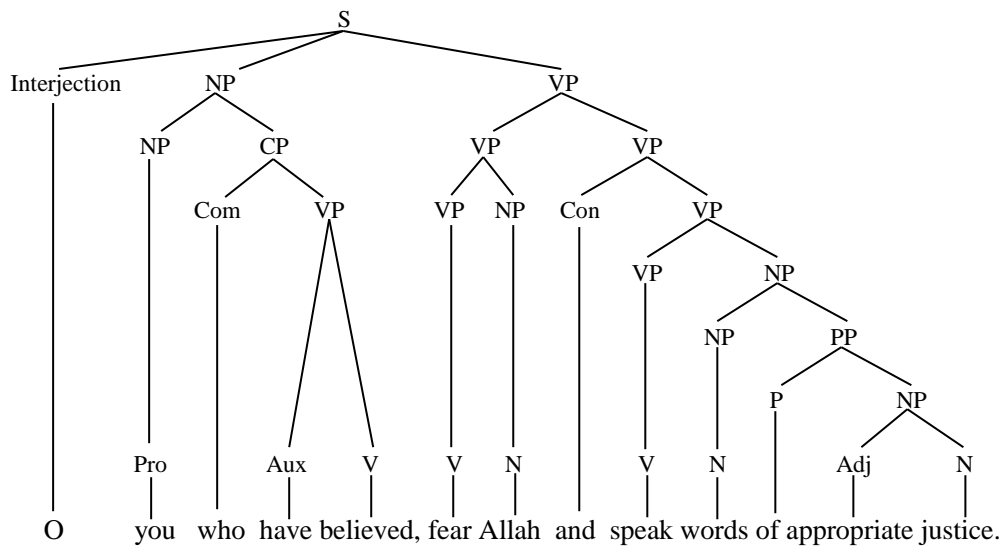 S
Interjection NP VP
NP CP VP VP
Com VP VP NP Con VP
VP NP
NP PP
P NP
Pro Aux V V N V N Adj N
O you who have believed, fear Allah and speak words of appropriate justice.